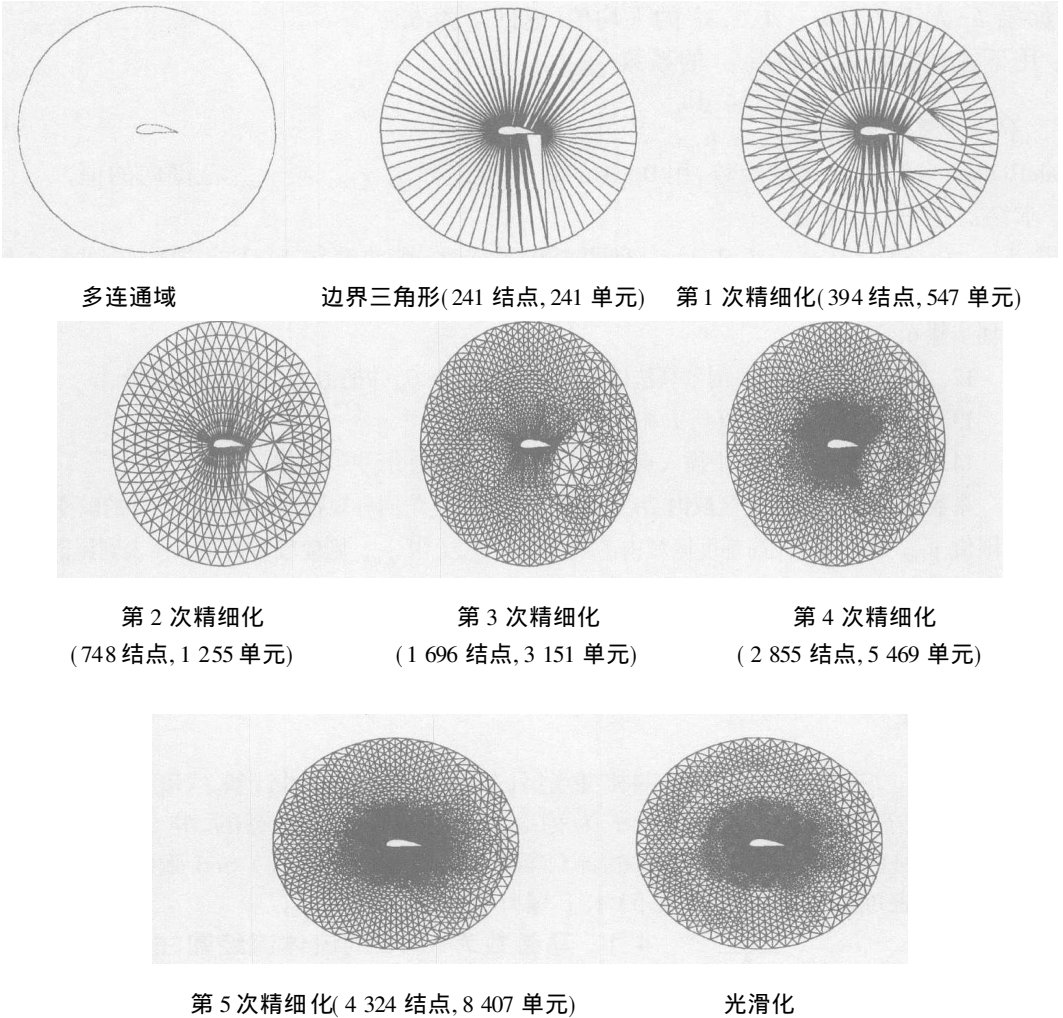 多连通域
边界三角形(241 结点, 241 单元)
第1 次精细化(394 结点, 547 单元)
第 2 次精细化
(748 结点, 1 255 单元)
第 3 次精细化
(1 696 结点, 3 151 单元)
第 4 次精细化
( 2 855 结点, 5 469 单元)
第 5 次精细化( 4 324 结点, 8 407 单元)
光滑化